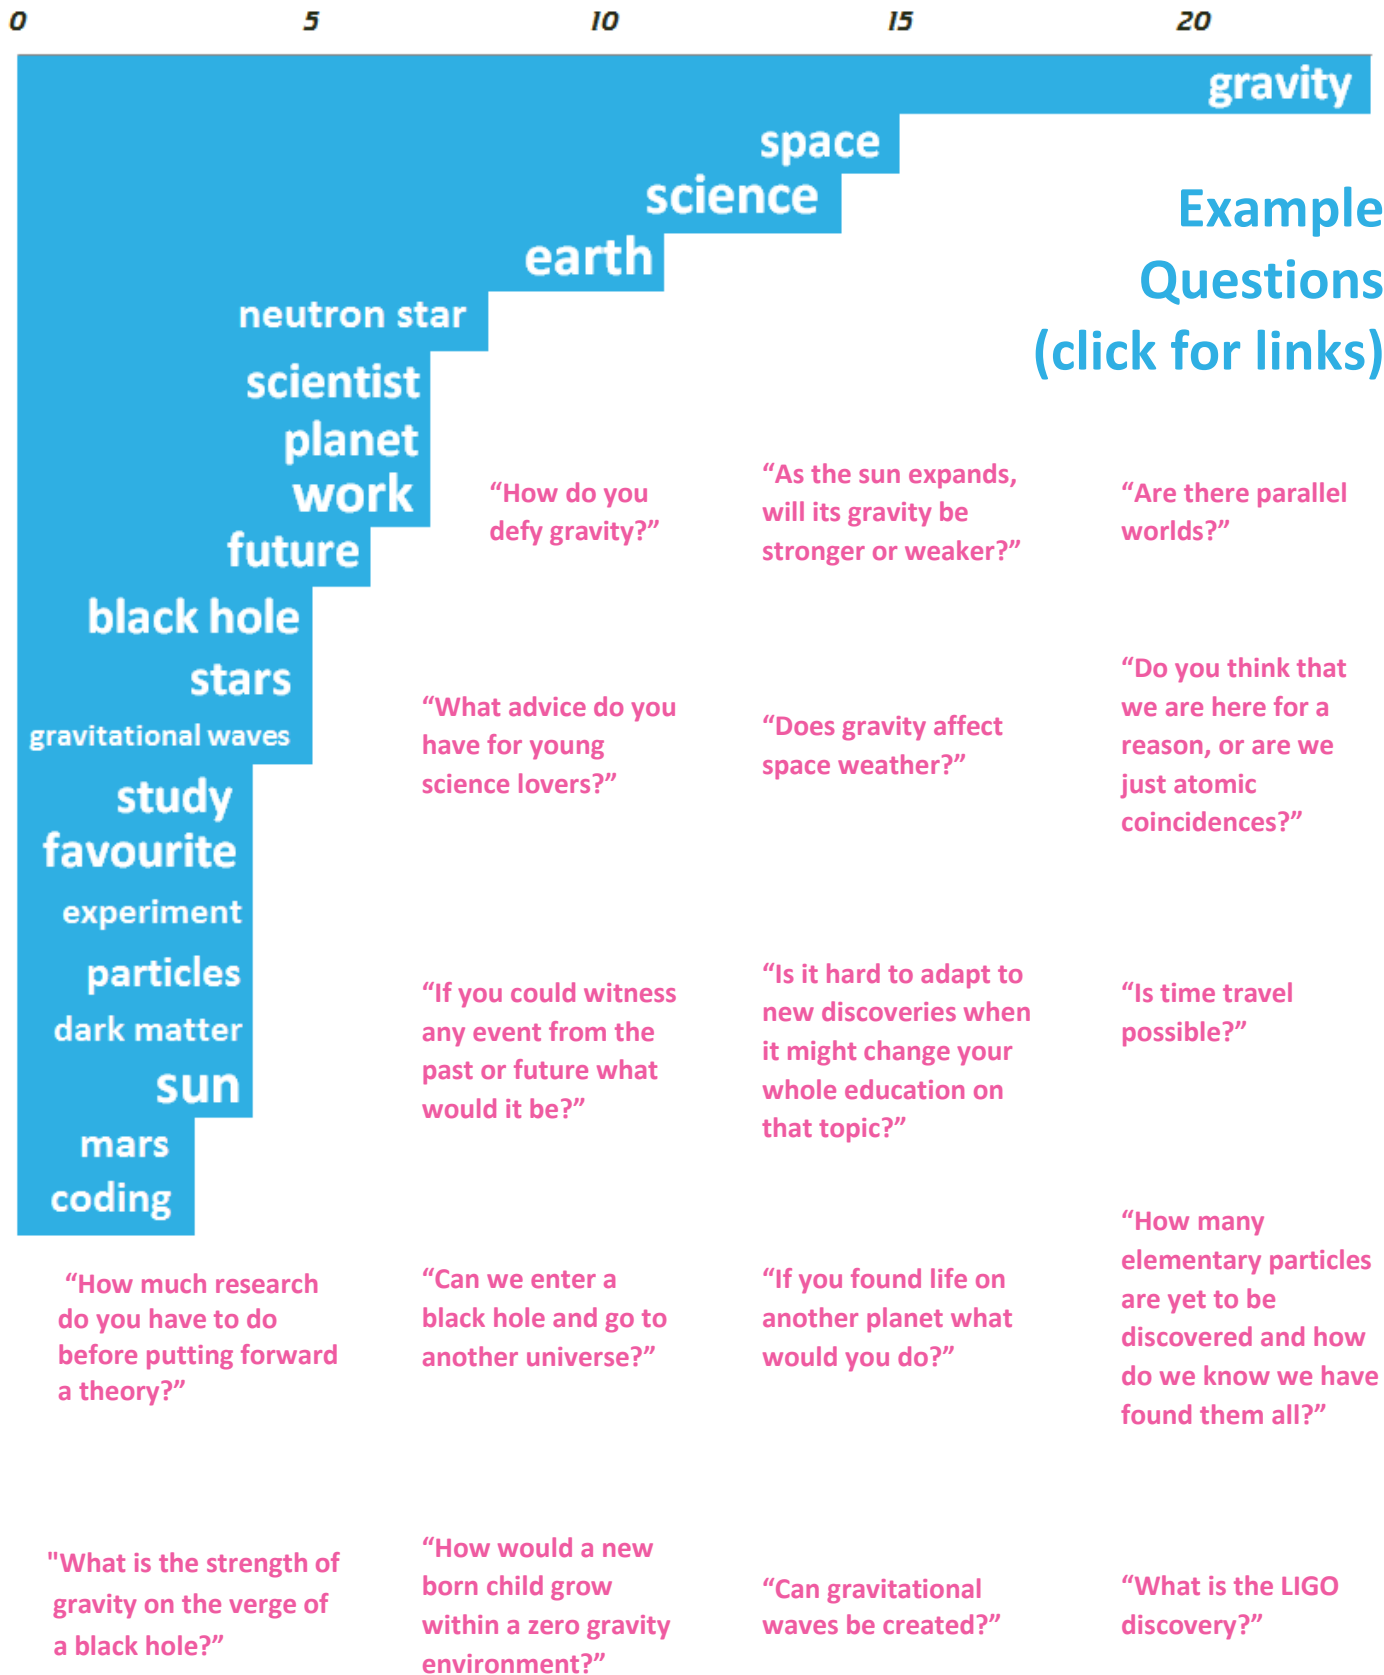 0 5 10 15 20
gravity
space
science
earth
neutron star
scientist
planet
work
future
black hole
stars
gravitational waves
study
favourite
experiment
particles
dark matter
sun
mars
coding
Example
Questions
(click for links)
“How do you
defy gravity?”
“As the sun expands,
will its gravity be
stronger or weaker?”
“Are there parallel
worlds?”
“What advice do you
have for young
science lovers?”
“Does gravity affect
space weather?”
“Do you think that
we are here for a
reason, or are we
just atomic
coincidences?”
“If you could witness
any event from the
past or future what
would it be?”
“Is it hard to adapt to
new discoveries when
it might change your
whole education on
that topic?”
“Is time travel
possible?”
“How much research
do you have to do
before putting forward
a theory?”
“Can we enter a
black hole and go to
another universe?”
“If you found life on
another planet what
would you do?”
“How many
elementary particles
are yet to be
discovered and how
do we know we have
found them all?”
"What is the strength of
gravity on the verge of
a black hole?”
“How would a new
born child grow
within a zero gravity
environment?”
“Can gravitational
waves be created?”
“What is the LIGO
discovery?”